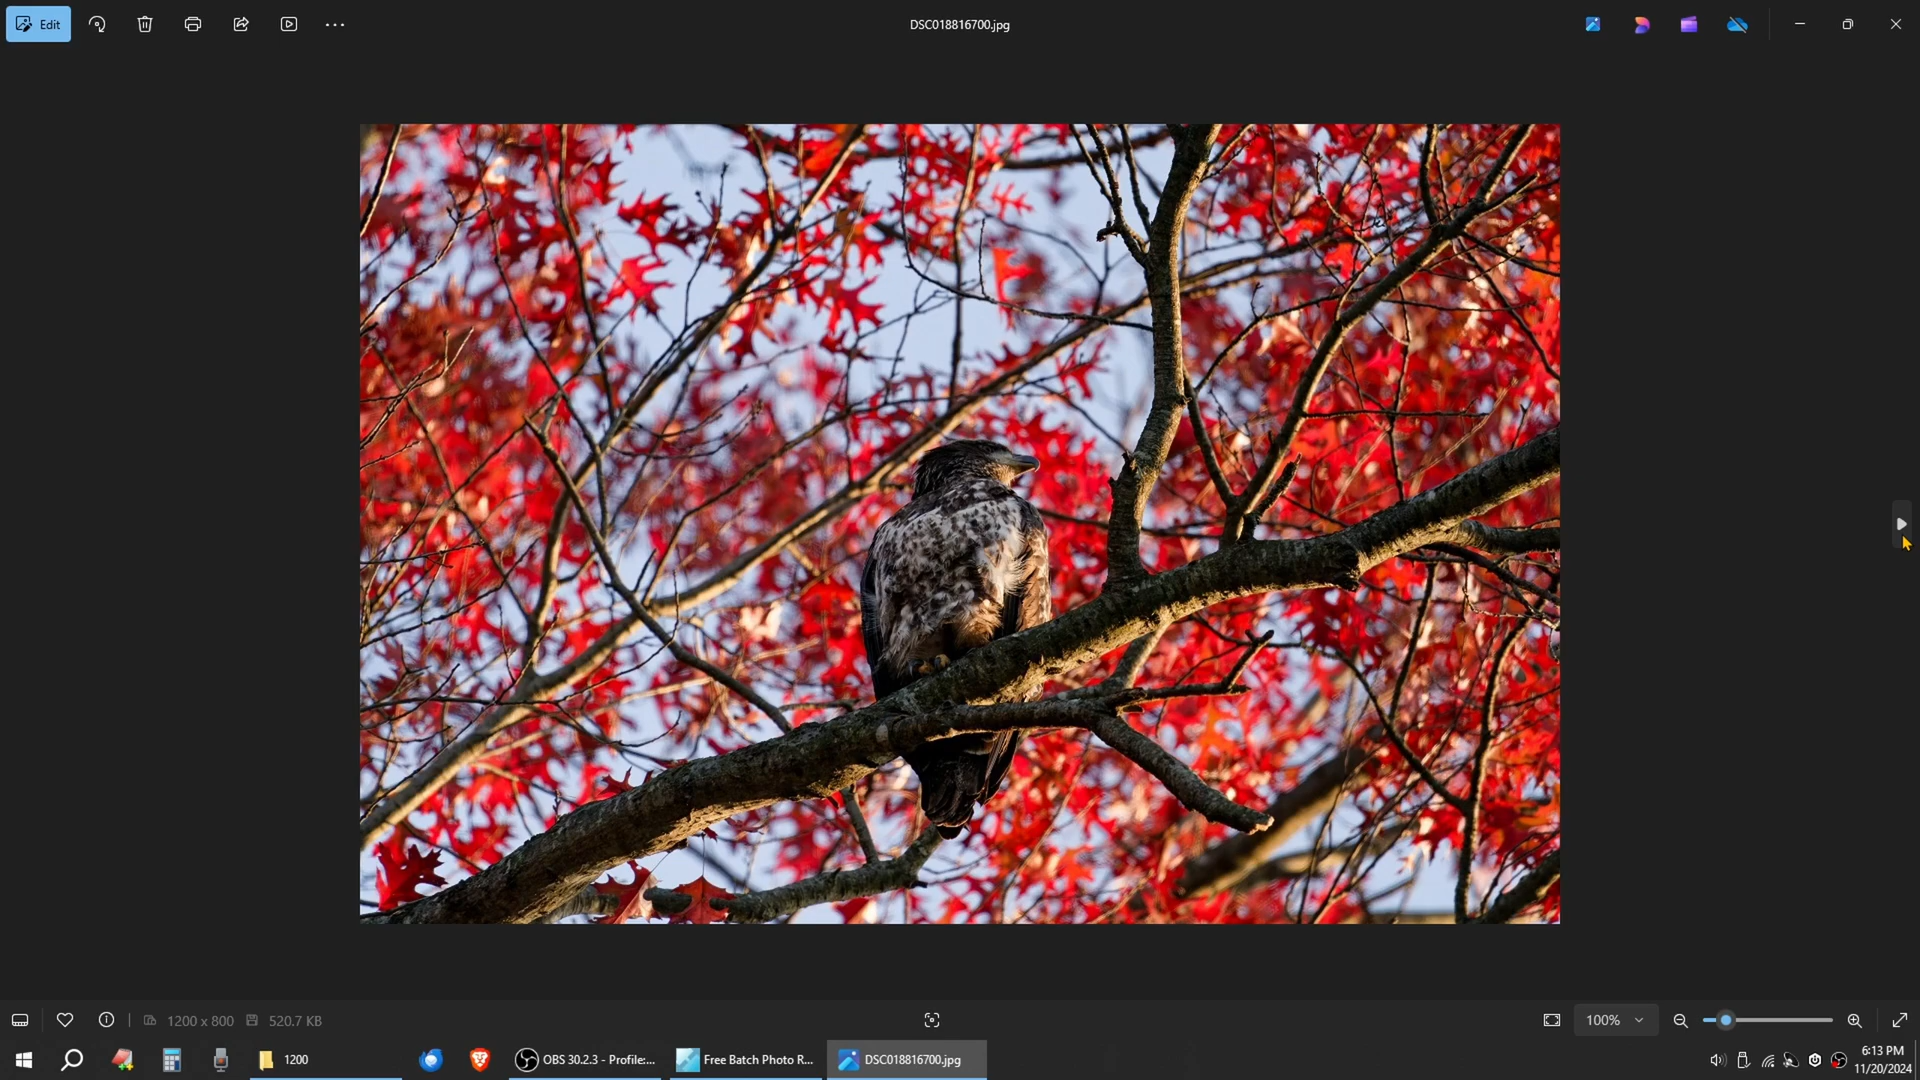 Edit
DSC018816700.jpg
1200 x 800
520.7 KB
100%
1200
OBS 30.2.3 - Profile:...
Free Batch Photo R...
DSC018816700.jpg
6:13 PM
11/20/2024